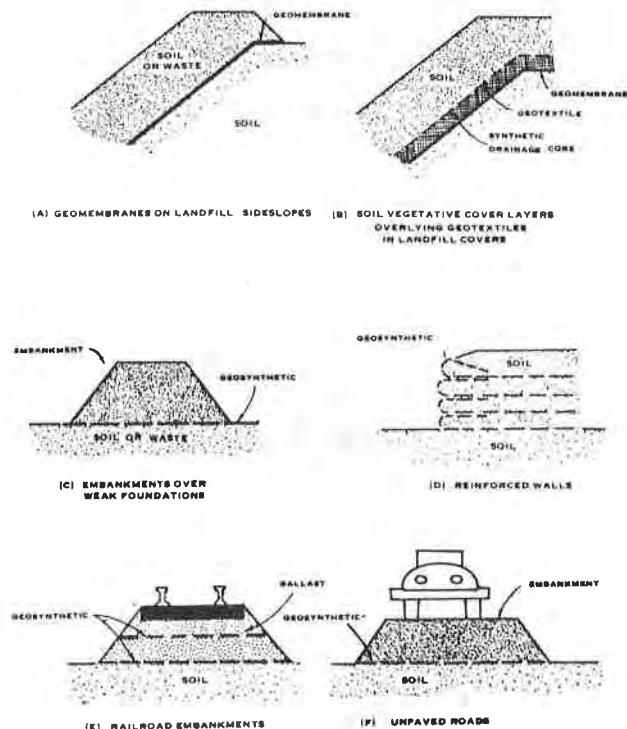 GEOMEMBRANE
SOIL
OR WASTE
SOIL
(A) GEOMEMBRANES ON LANDFILL SIDESLOPES
SOIL
GEOMEMBRANE
GEOTEXTILE
SYNTHETIC
DRAINAGE CORE
(B) SOIL VEGETATIVE COVER LAYERS
OVERLYING GEOTEXTILES
IN LANDFILL COVERS
EMBANKMENT
GEOSYNTHETIC
SOIL OR WASTE
(C) EMBANKMENTS OVER
WEAK FOUNDATIONS
GEOSYNTHETIC
SOIL
SOIL
(D) REINFORCED WALLS
BALLAST
GEOSYNTHETIC
SOIL
(E) RAILROAD EMBANKMENTS
EMBANKMENT
GEOSYNTHETIC
SOIL
(F) UNPAVED ROADS